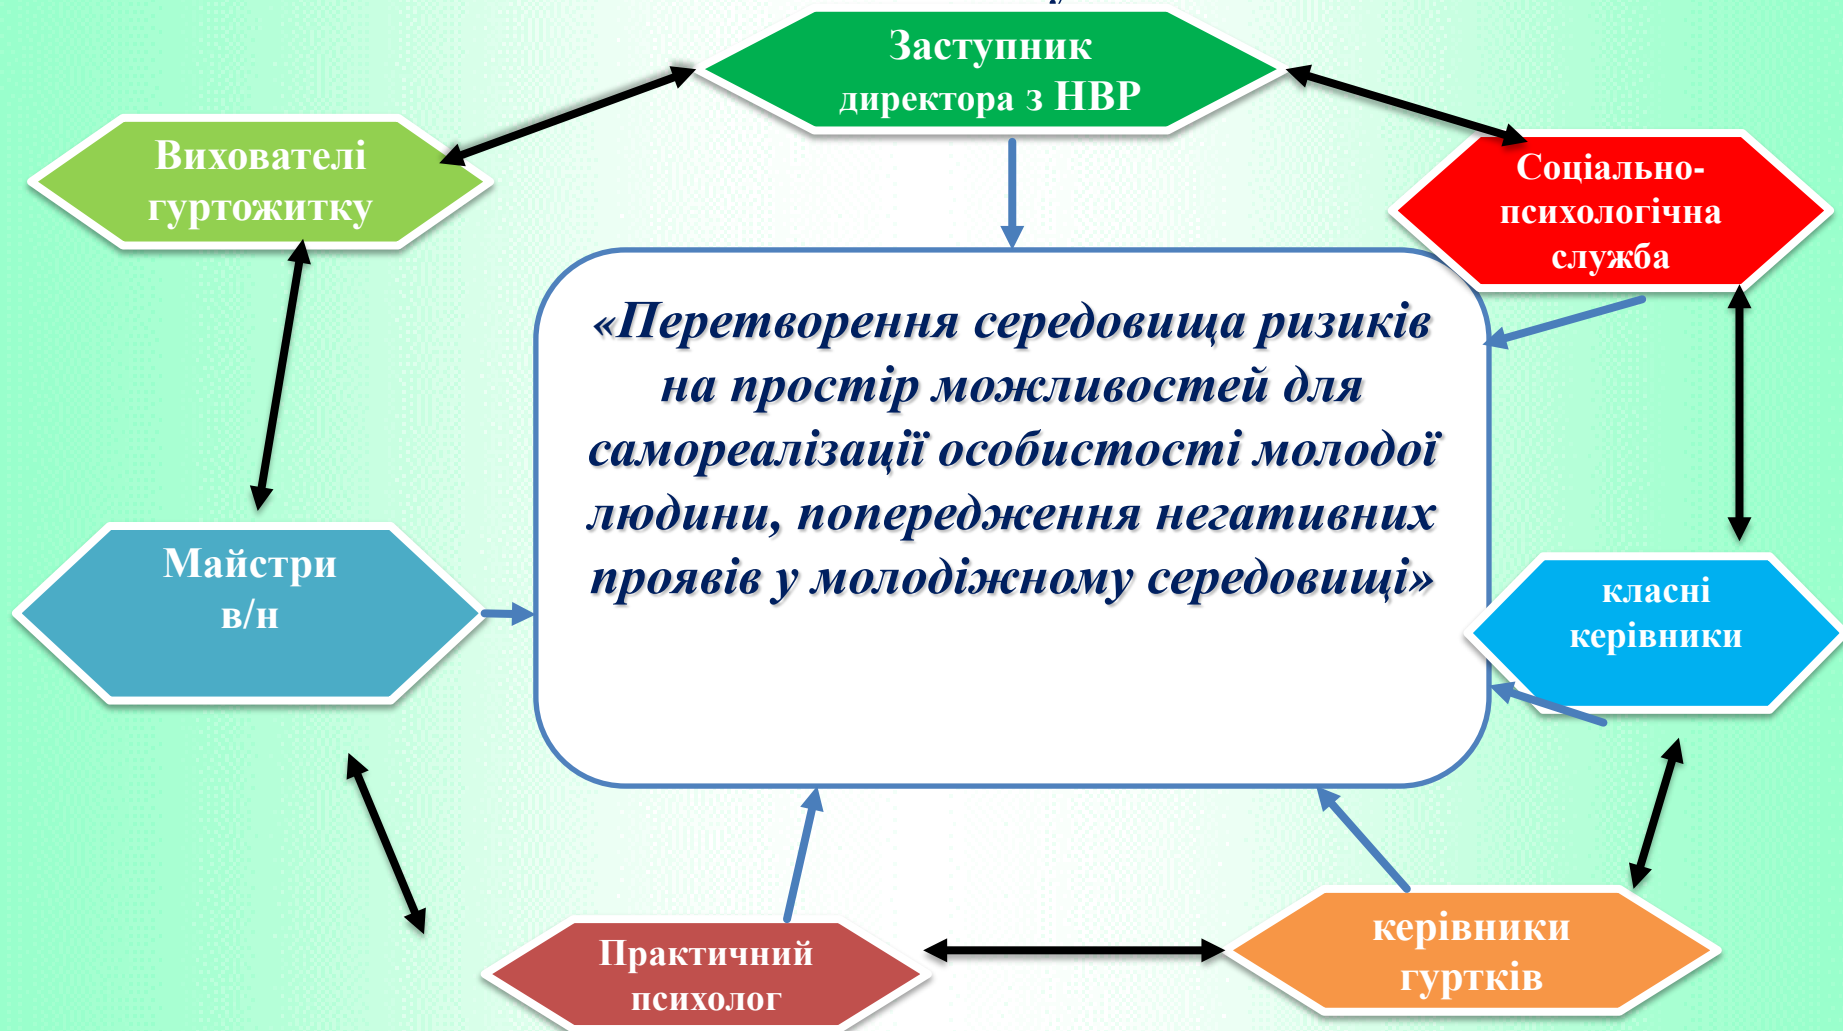 Заступник
директора з НВР
Вихователі
гуртожитку
Соціально-
психологічна
служба
«Перетворення середовища ризиків
на простір можливостей для
самореалізації особистості молодої
людини, попередження негативних
проявів у молодіжному середовищі»
Майстри
в/н
класні
керівники
Практичний
психолог
керівники
гуртків